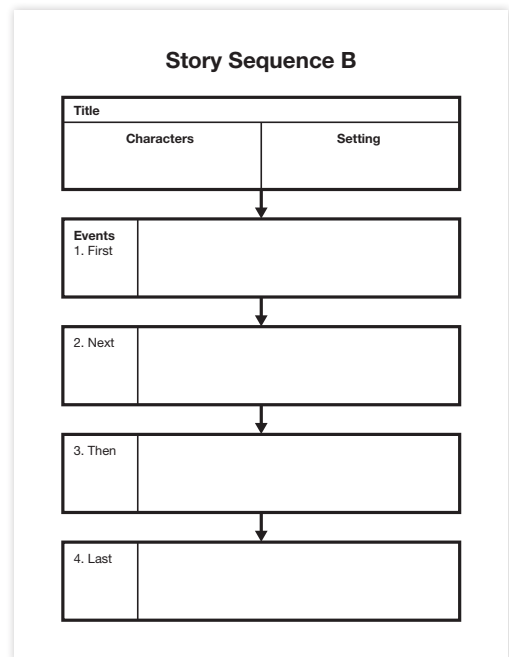 Story Sequence B
Title
Characters
Setting
Events
1. First
2. Next
3. Then
4. Last